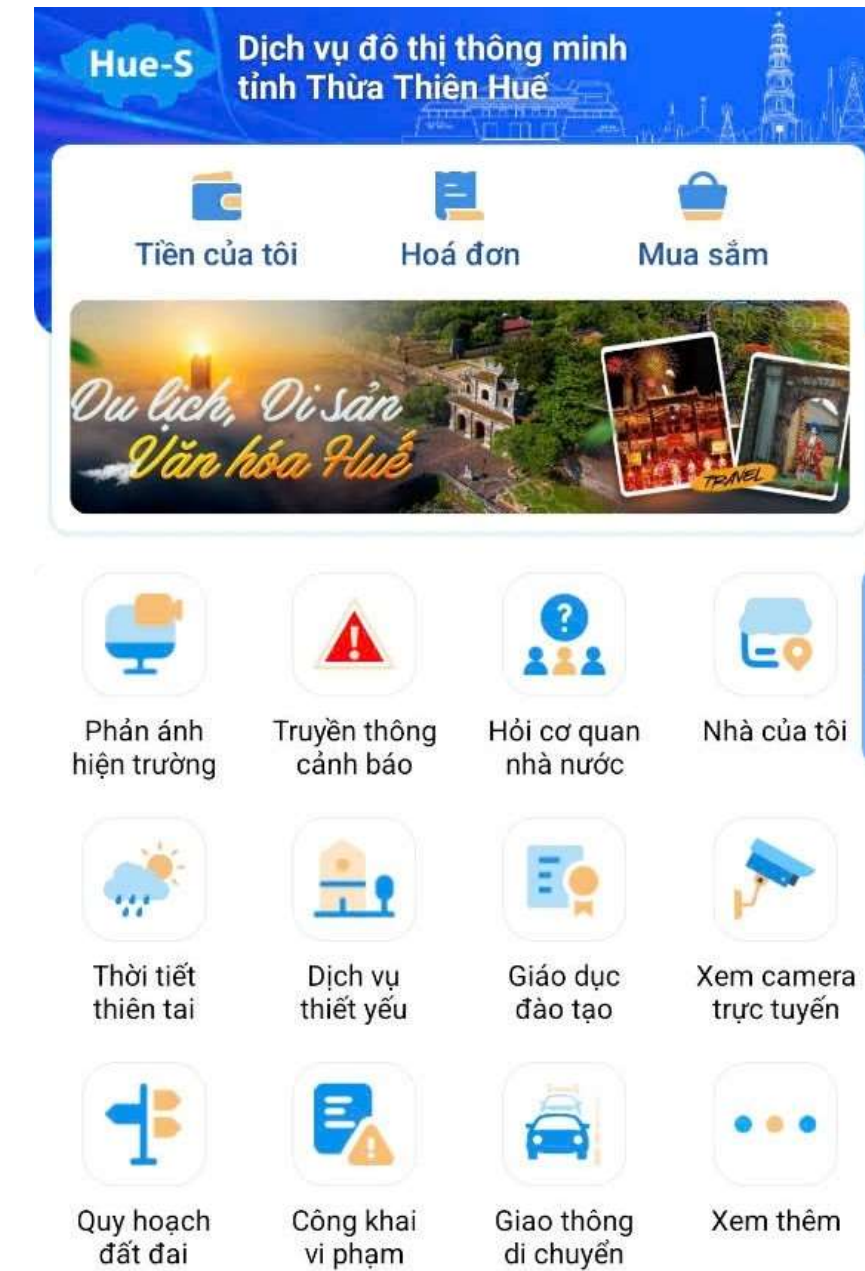 Hue-S
Dịch vụ đô thị thông minh
tỉnh Thừa Thiên Huế
Tiền của tôi
Hoá đơn
Mua sắm
Du lịch, Di sản
Văn hóa Huế
TRAVEL
Phản ánh
hiện trường
Truyền thông
cảnh báo
?
Hỏi cơ quan
nhà nước
Nhà của tôi
Thời tiết
thiên tai
Dịch vụ
thiết yếu
Giáo dục
đào tạo
Xem camera
trực tuyến
Quy hoạch
đất đai
Công khai
vi phạm
Giao thông
di chuyển
Xem thêm